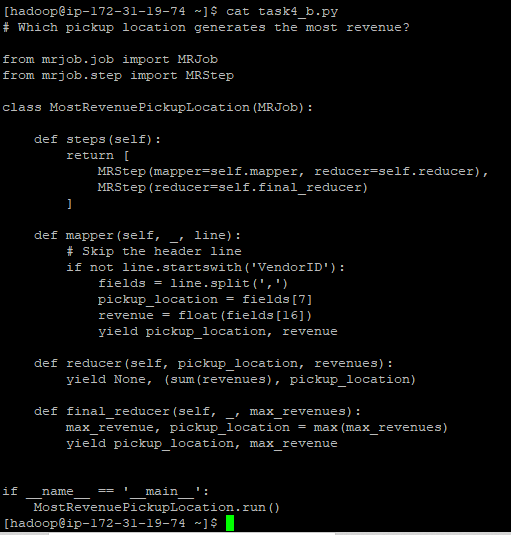 [hadoop@ip-172-31-19-74 ~]$ cat task4_b.py
# Which pickup location generates the most revenue?

from mrjob.job import MRJob
from mrjob.step import MRStep

class MostRevenuePickupLocation(MRJob):

    def steps(self):
        return [
            MRStep(mapper=self.mapper, reducer=self.reducer),
            MRStep(reducer=self.final_reducer)
        ]

    def mapper(self, _, line):
        # Skip the header line
        if not line.startswith('VendorID'):
            fields = line.split(',')
            pickup_location = fields[7]
            revenue = float(fields[16])
            yield pickup_location, revenue

    def reducer(self, pickup_location, revenues):
        yield None, (sum(revenues), pickup_location)

    def final_reducer(self, _, max_revenues):
        max_revenue, pickup_location = max(max_revenues)
        yield pickup_location, max_revenue


if __name__ == '__main__':
    MostRevenuePickupLocation.run()
[hadoop@ip-172-31-19-74 ~]$